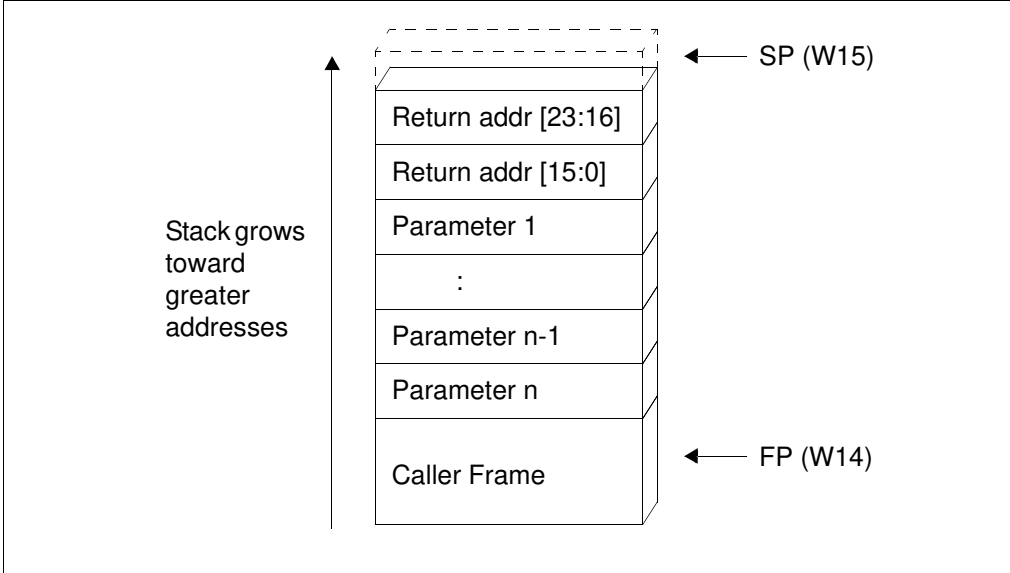 SP (W15)
Return addr [23:16]
Return addr [15:0]
Parameter 1
:
Parameter n-1
Parameter n
Caller Frame
FP (W14)
Stack grows
toward
greater
addresses